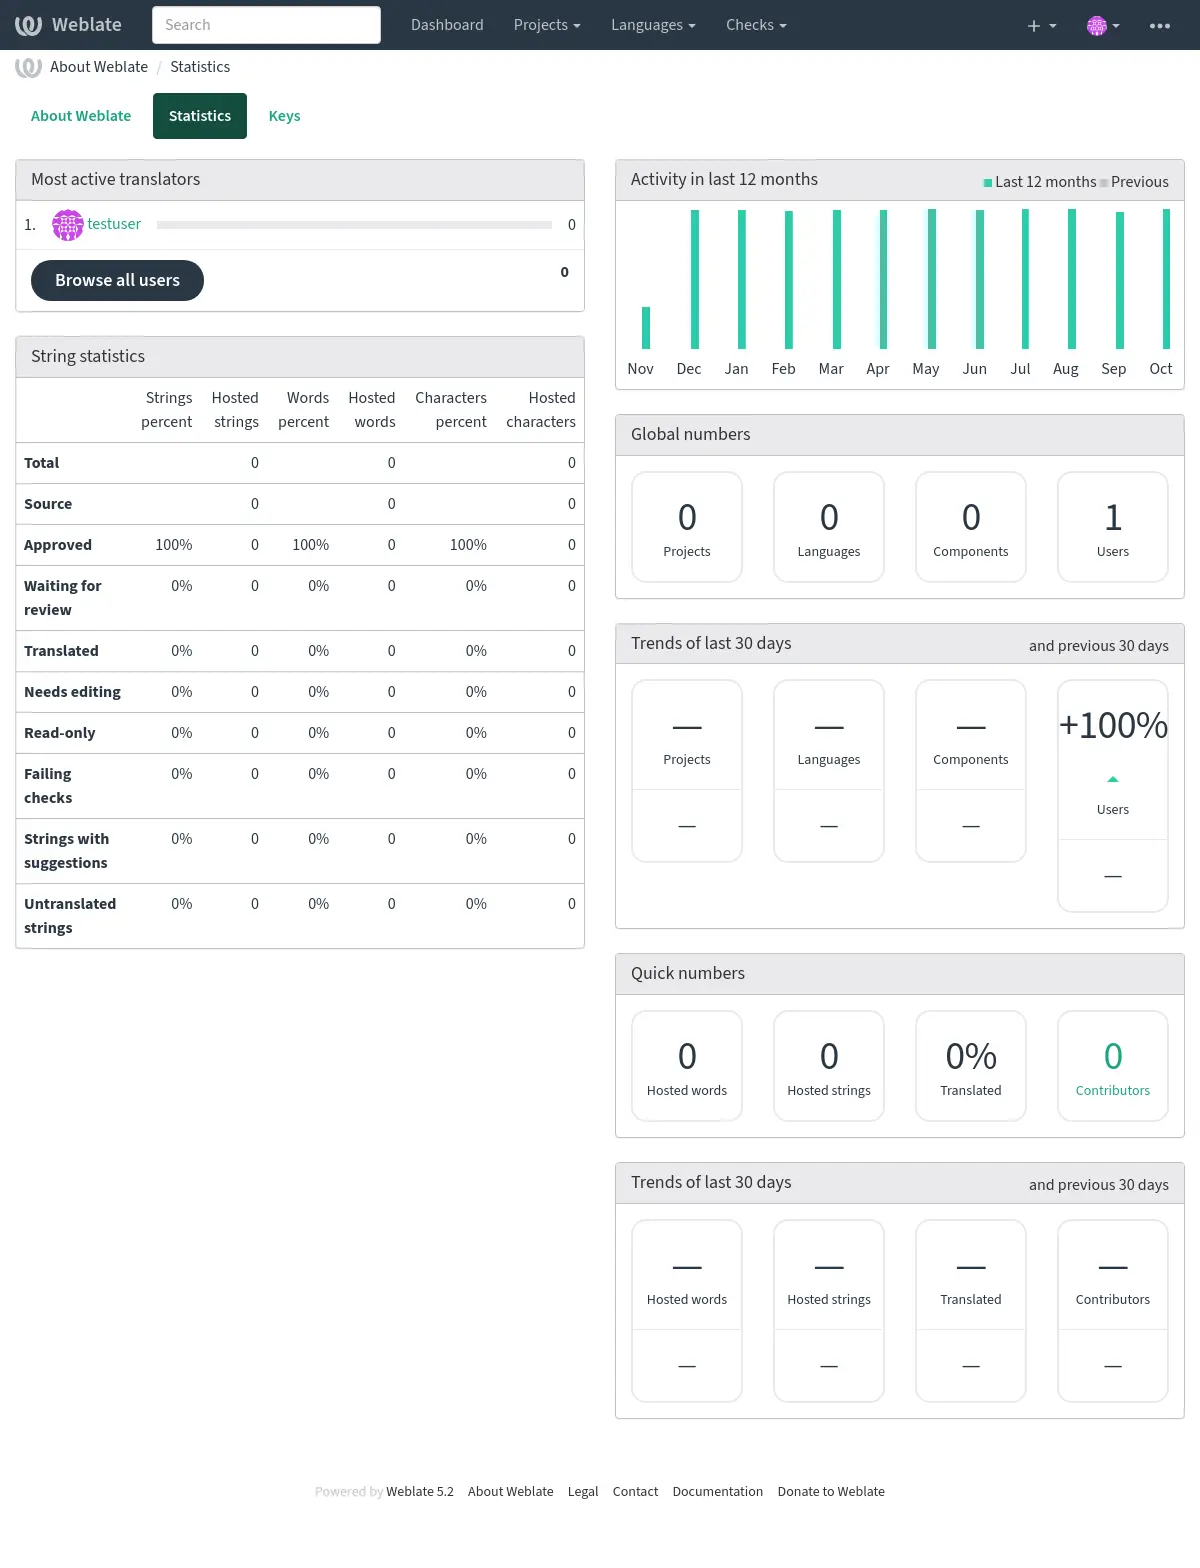 Weblate
Search
Dashboard
Projects
Languages
Checks
About Weblate / Statistics
About Weblate
Statistics
Keys
Most active translators
1. testuser 0
Browse all users 0
String statistics
Strings percent Hosted strings Words percent Hosted words Characters percent Hosted characters
Total 0 0 0
Source 0 0 0
Approved 100% 0 100% 0 100% 0
Waiting for review 0% 0 0% 0 0% 0
Translated 0% 0 0% 0 0% 0
Needs editing 0% 0 0% 0 0% 0
Read-only 0% 0 0% 0 0% 0
Failing checks 0% 0 0% 0 0% 0
Strings with suggestions 0% 0 0% 0 0% 0
Untranslated strings 0% 0 0% 0 0% 0
Activity in last 12 months
Last 12 months Previous
Nov Dec Jan Feb Mar Apr May Jun Jul Aug Sep Oct
Global numbers
0 0 0 1
Projects Languages Components Users
Trends of last 30 days and previous 30 days
— — — +100%
Projects Languages Components Users
— — — —
Quick numbers
0 0 0% 0
Hosted words Hosted strings Translated Contributors
Trends of last 30 days and previous 30 days
— — — —
Hosted words Hosted strings Translated Contributors
— — — —
Powered by Weblate 5.2 About Weblate Legal Contact Documentation Donate to Weblate